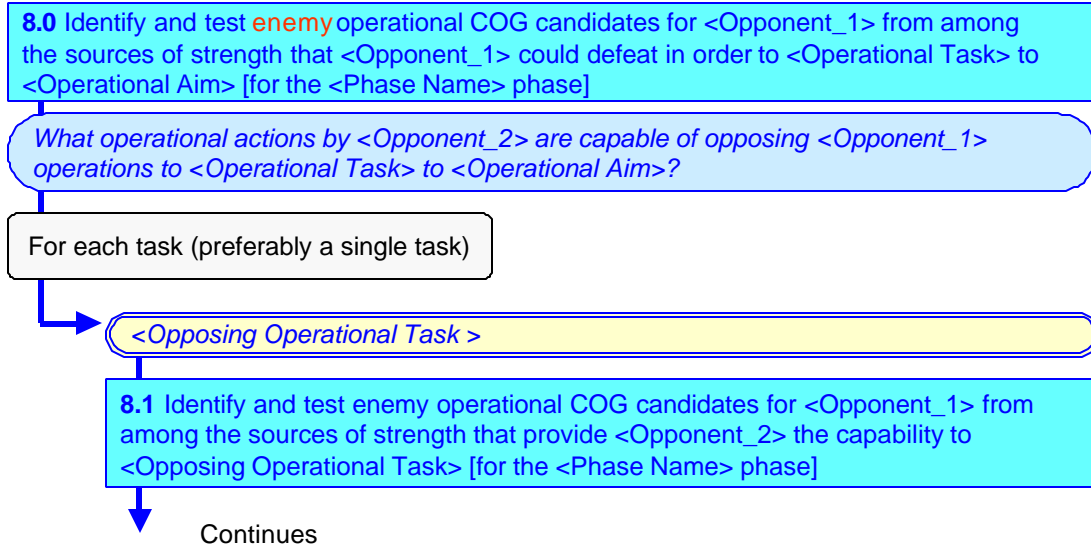 8.0 Identify and test enemy operational COG candidates for <Opponent_1> from among
the sources of strength that <Opponent_1> could defeat in order to <Operational Task> to
<Operational Aim> [for the <Phase Name> phase]
What operational actions by <Opponent_2> are capable of opposing <Opponent_1>
operations to <Operational Task> to <Operational Aim>?
For each task (preferably a single task)
<Opposing Operational Task >
8.1 Identify and test enemy operational COG candidates for <Opponent_1> from
among the sources of strength that provide <Opponent_2> the capability to
<Opposing Operational Task> [for the <Phase Name> phase]
Continues